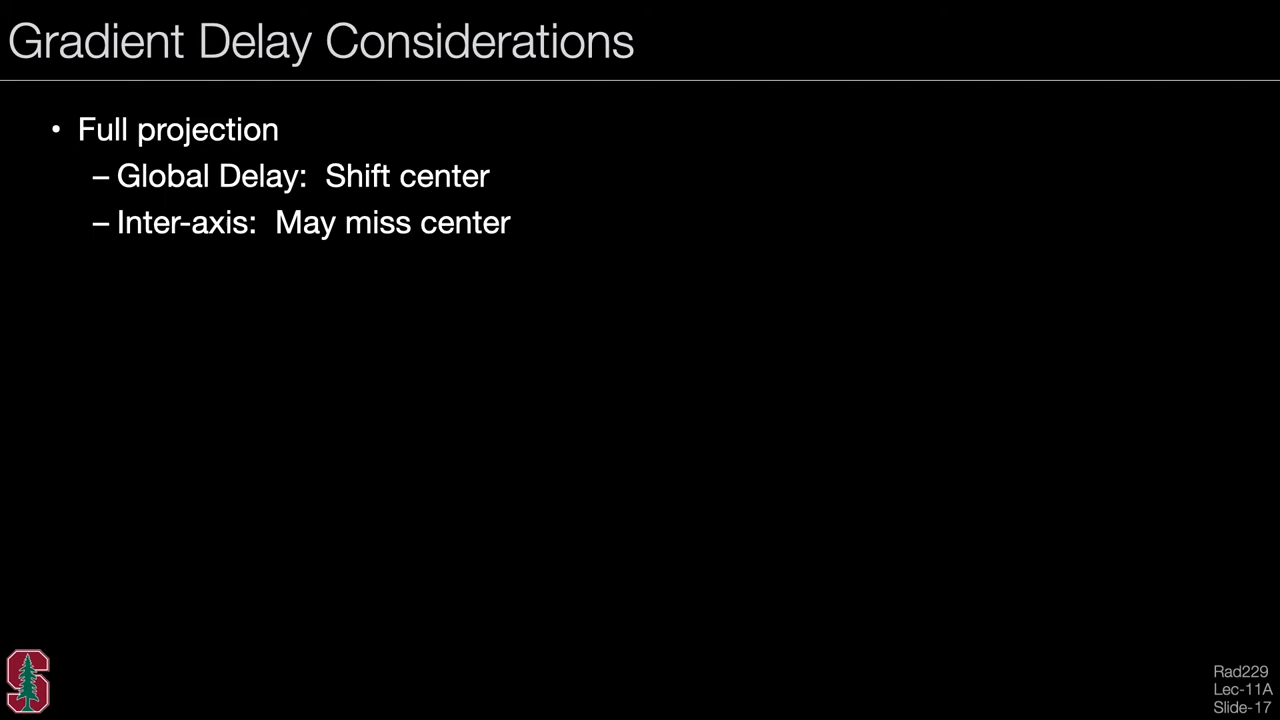 Gradient Delay Considerations
• Full projection
– Global Delay: Shift center
– Inter-axis: May miss center
Rad229
Lec-11A
Slide-17